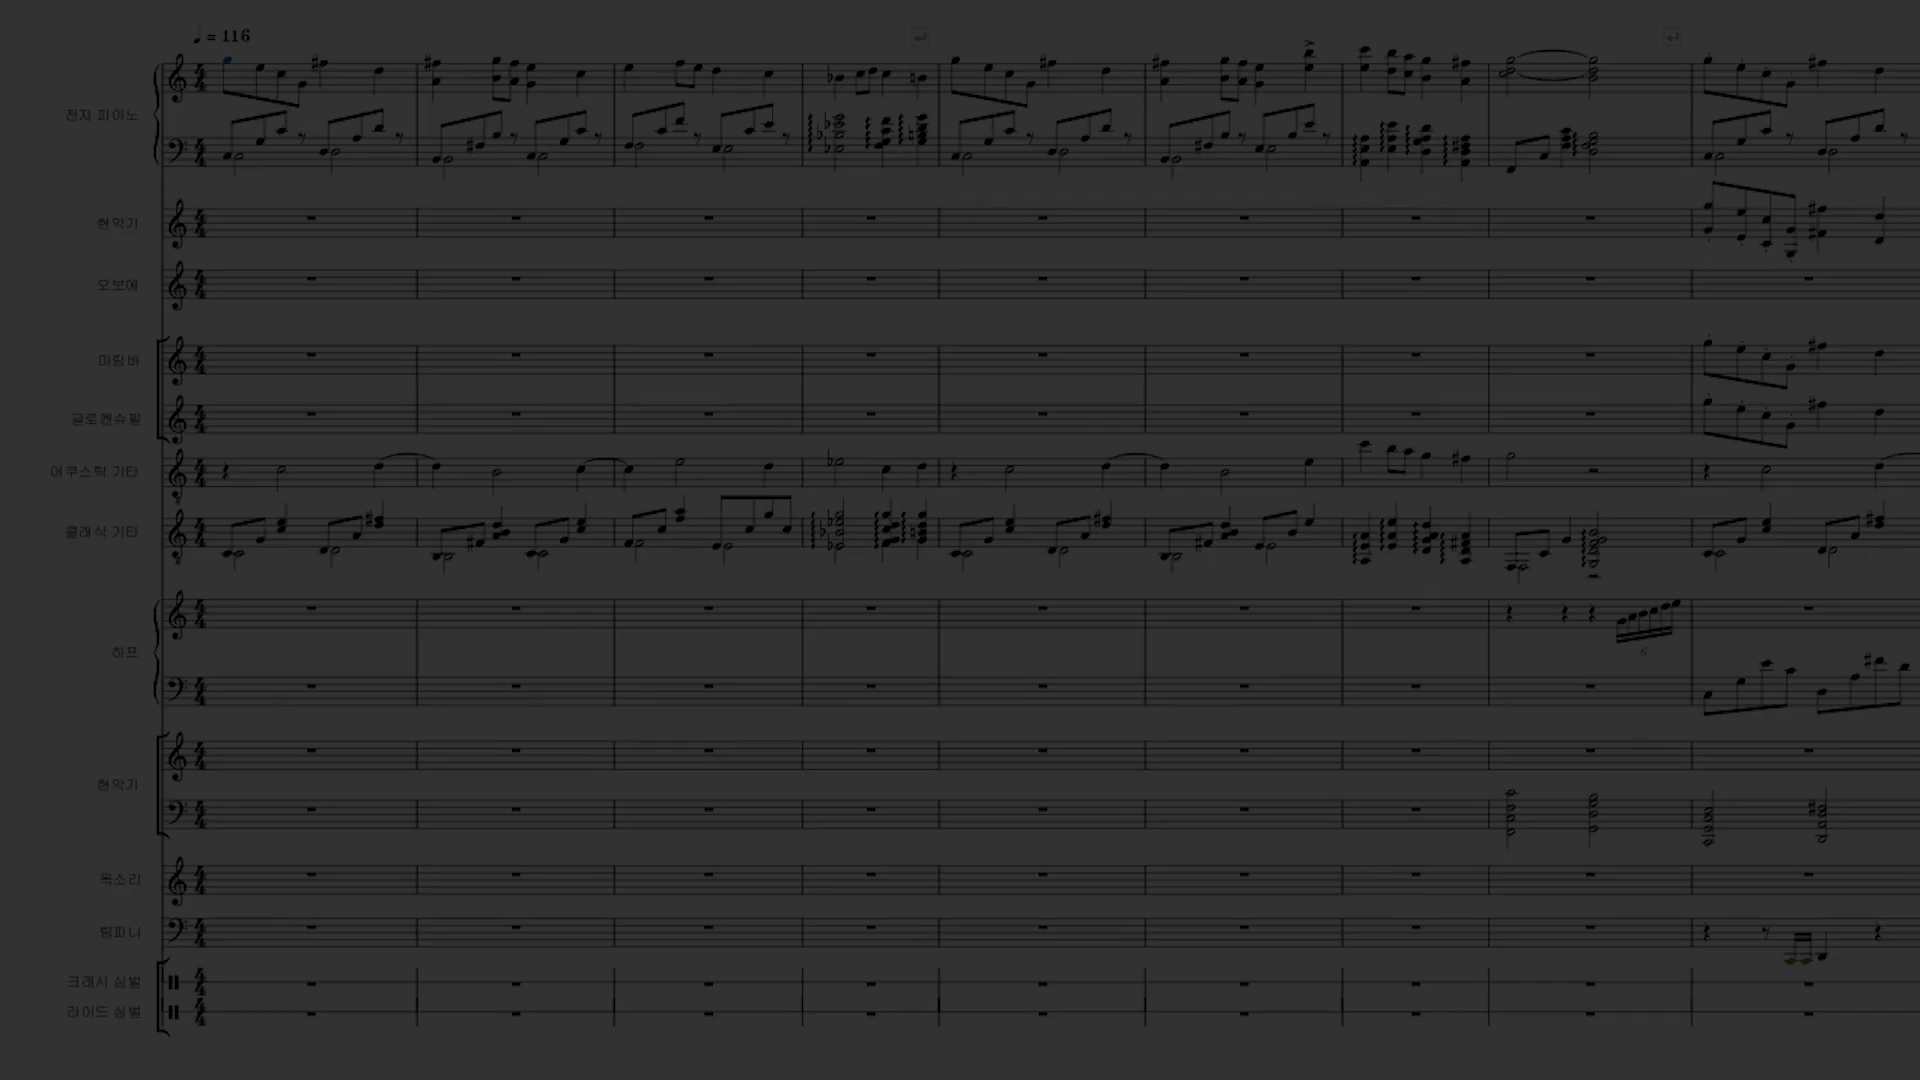 ♩ = 116
전자 피아노
현악기
오보에
마림바
글로켄슈필
어쿠스틱 기타
클래식 기타
하프
6
현악기
목소리
팀파니
크래시 심벌
라이드 심벌